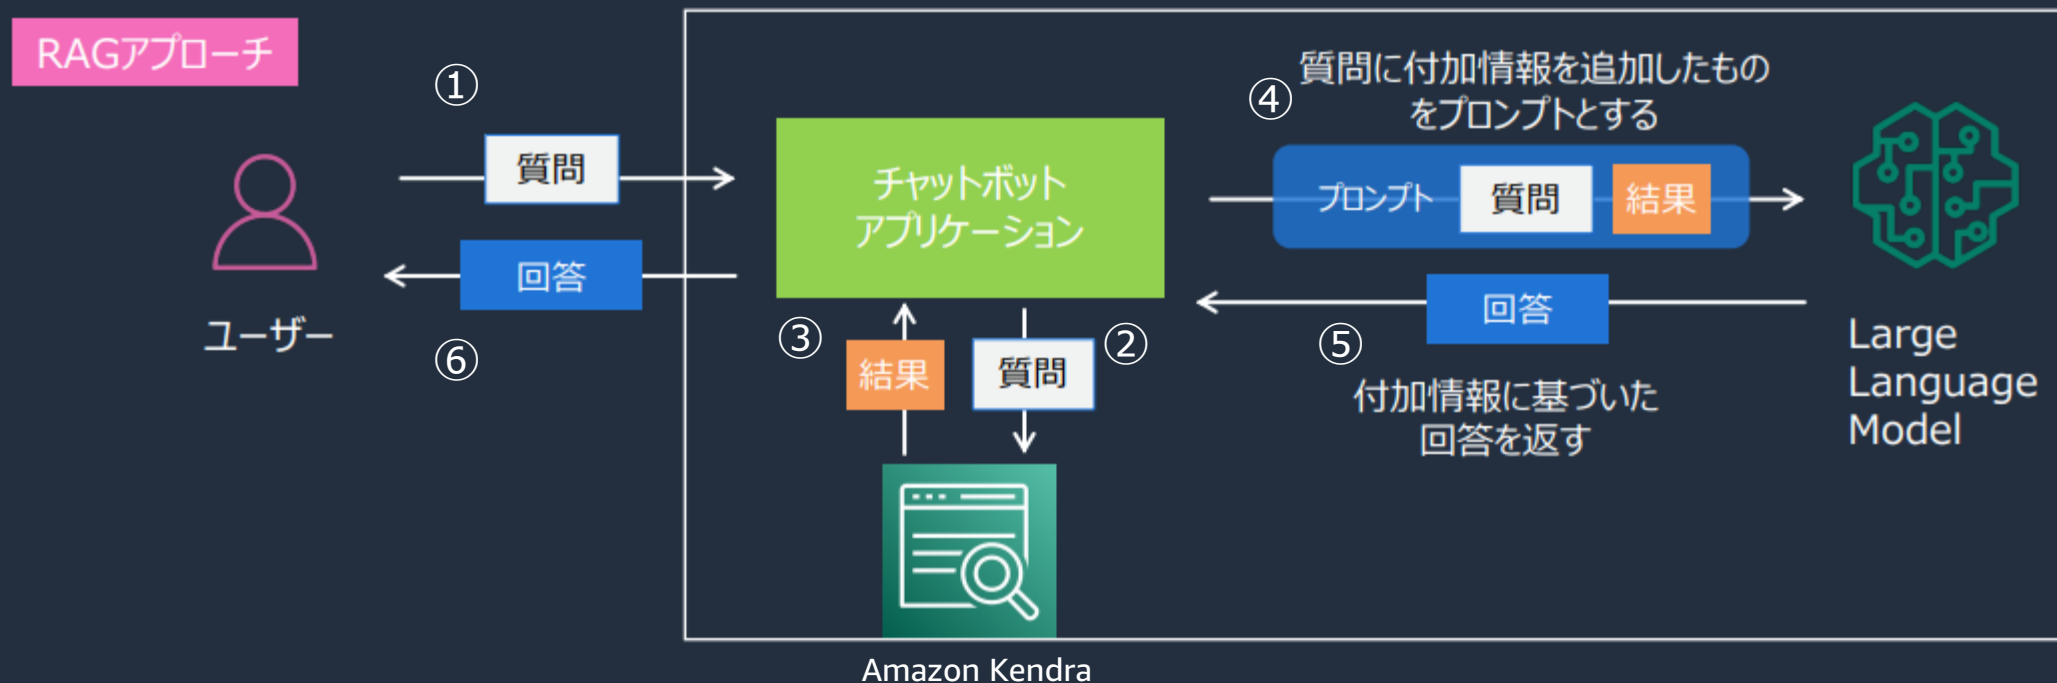 RAGアプローチ
①
質問
回答
⑥
ユーザー
チャットボット
アプリケーション
③
結果
質問
②
Amazon Kendra
④
質問に付加情報を追加したもの
をプロンプトとする
プロンプト
質問
結果
回答
⑤
付加情報に基づいた
回答を返す
Large
Language
Model